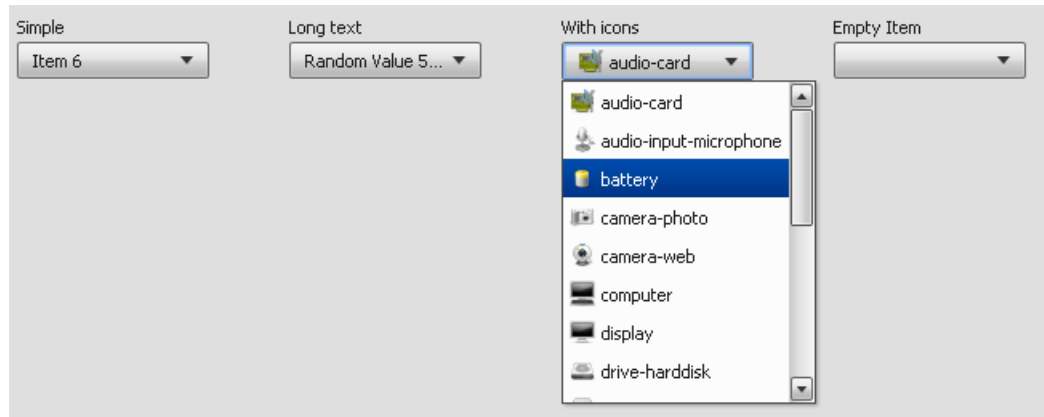 Simple
Long text
With icons
Empty Item
Item 6
Random Value 5...
audio-card
audio-card
audio-input-microphone
battery
camera-photo
camera-web
computer
display
drive-harddisk